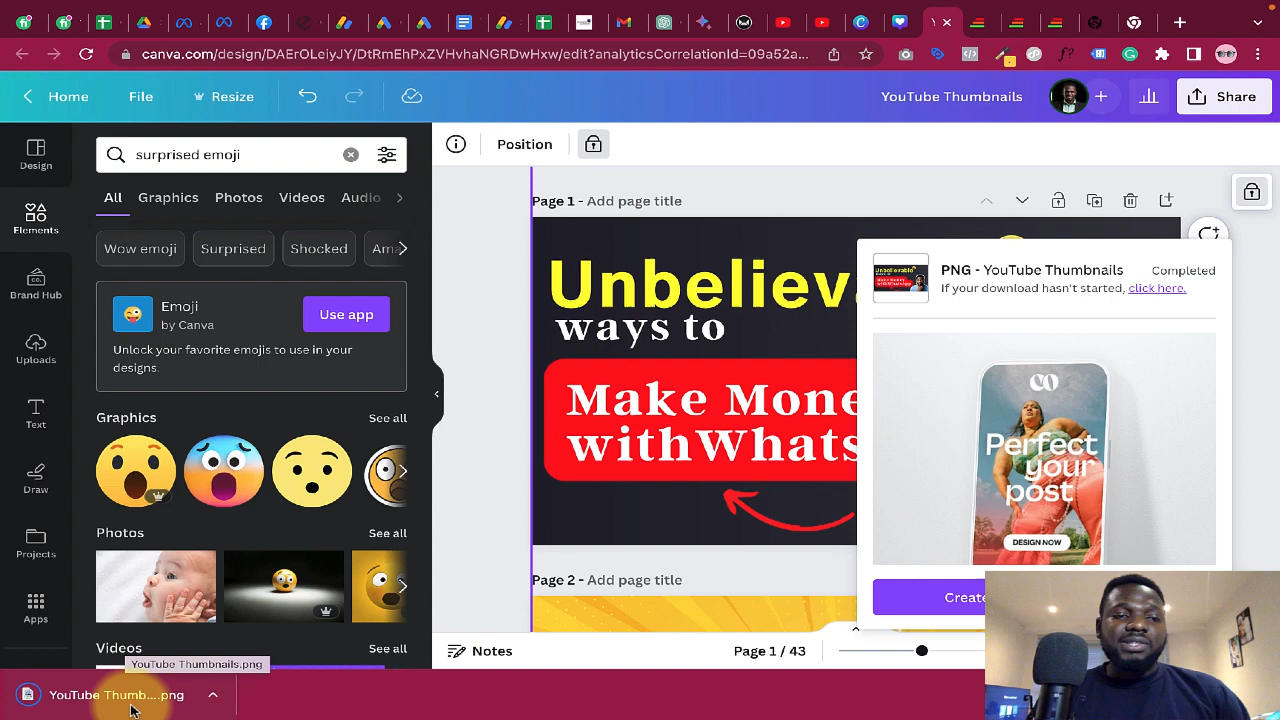 canva.com/design/DAErOLeiyJY/DtRmEhPxZVHvhaNGRDwHxw/edit?analyticsCorrelationId=09a52a...
Home
File
Resize
YouTube Thumbnails
Share
Design
Elements
Brand Hub
Uploads
Text
Draw
Projects
Apps
surprised emoji
All
Graphics
Photos
Videos
Audio
Wow emoji
Surprised
Shocked
Emoji
by Canva
Use app
Unlock your favorite emojis to use in your
designs.
Graphics
See all
Photos
See all
Videos
See all
YouTube Thumbnails.png
YouTube Thumb....png
Position
Page 1 - Add page title
ways to
Make
PNG - YouTube Thumbnails
Completed
If your download hasn't started, click here.
CO
Perfect
your
post
DESIGN NOW
Page 2 - Add page title
Notes
Page 1 / 43